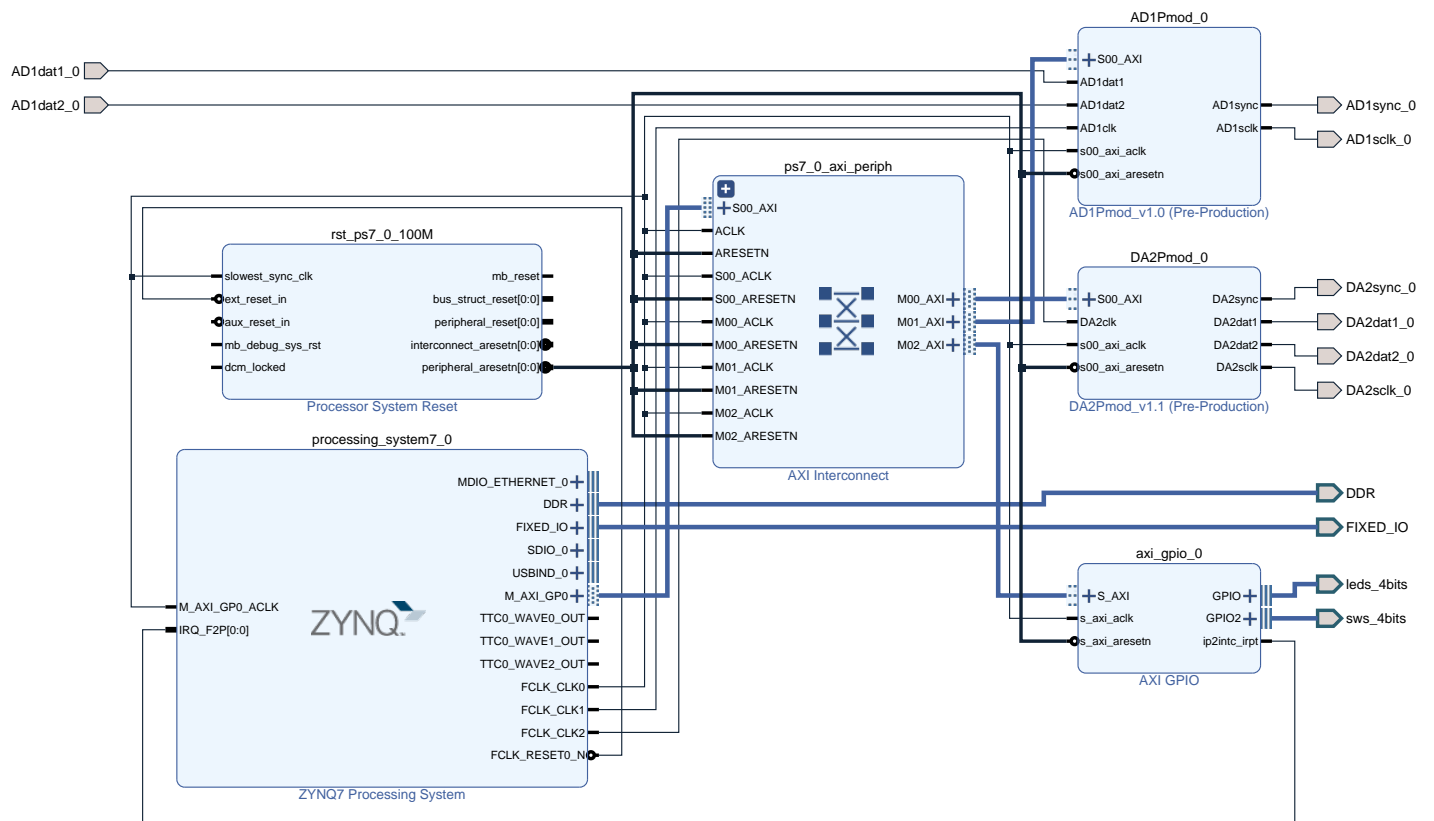 AD1dat1_0
AD1dat2_0
AD1Pmod_0
S00_AXI
AD1dat1
AD1dat2
AD1clk
s00_axi_aclk
s00_axi_aresetn
AD1sync
AD1sclk
AD1Pmod_v1.0 (Pre-Production)
AD1sync_0
AD1sclk_0
ps7_0_axi_periph
S00_AXI
ACLK
ARESETN
S00_ACLK
S00_ARESETN
M00_ACLK
M00_ARESETN
M01_ACLK
M01_ARESETN
M02_ACLK
M02_ARESETN
M00_AXI
M01_AXI
M02_AXI
AXI Interconnect
rst_ps7_0_100M
slowest_sync_clk
ext_reset_in
aux_reset_in
mb_debug_sys_rst
dcm_locked
mb_reset
bus_struct_reset[0:0]
peripheral_reset[0:0]
interconnect_aresetn[0:0]
peripheral_aresetn[0:0]
Processor System Reset
DA2Pmod_0
S00_AXI
DA2clk
s00_axi_aclk
s00_axi_aresetn
DA2sync
DA2dat1
DA2dat2
DA2sclk
DA2Pmod_v1.1 (Pre-Production)
DA2sync_0
DA2dat1_0
DA2dat2_0
DA2sclk_0
processing_system7_0
M_AXI_GP0_ACLK
IRQ_F2P[0:0]
ZYNQ
MDIO_ETHERNET_0
DDR
FIXED_IO
SDIO_0
USBIND_0
M_AXI_GP0
TTC0_WAVE0_OUT
TTC0_WAVE1_OUT
TTC0_WAVE2_OUT
FCLK_CLK0
FCLK_CLK1
FCLK_CLK2
FCLK_RESET0_N
ZYNQ7 Processing System
DDR
FIXED_IO
axi_gpio_0
S_AXI
s_axi_aclk
s_axi_aresetn
GPIO
GPIO2
ip2intc_irpt
AXI GPIO
leds_4bits
sws_4bits